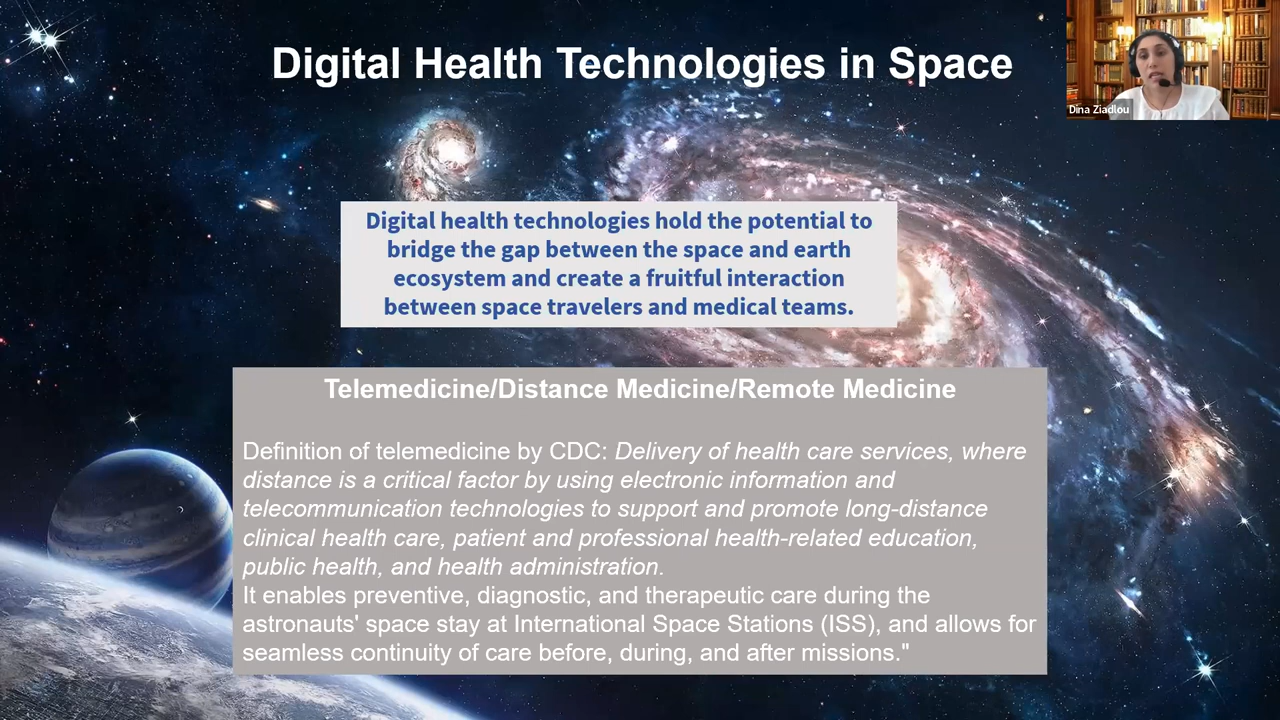 Digital Health Technologies in Space
Dina Ziadlou
Digital health technologies hold the potential to
bridge the gap between the space and earth
ecosystem and create a fruitful interaction
between space travelers and medical teams.
Telemedicine/Distance Medicine/Remote Medicine
Definition of telemedicine by CDC: Delivery of health care services, where
distance is a critical factor by using electronic information and
telecommunication technologies to support and promote long-distance
clinical health care, patient and professional health-related education,
public health, and health administration.
It enables preventive, diagnostic, and therapeutic care during the
astronauts' space stay at International Space Stations (ISS), and allows for
seamless continuity of care before, during, and after missions."